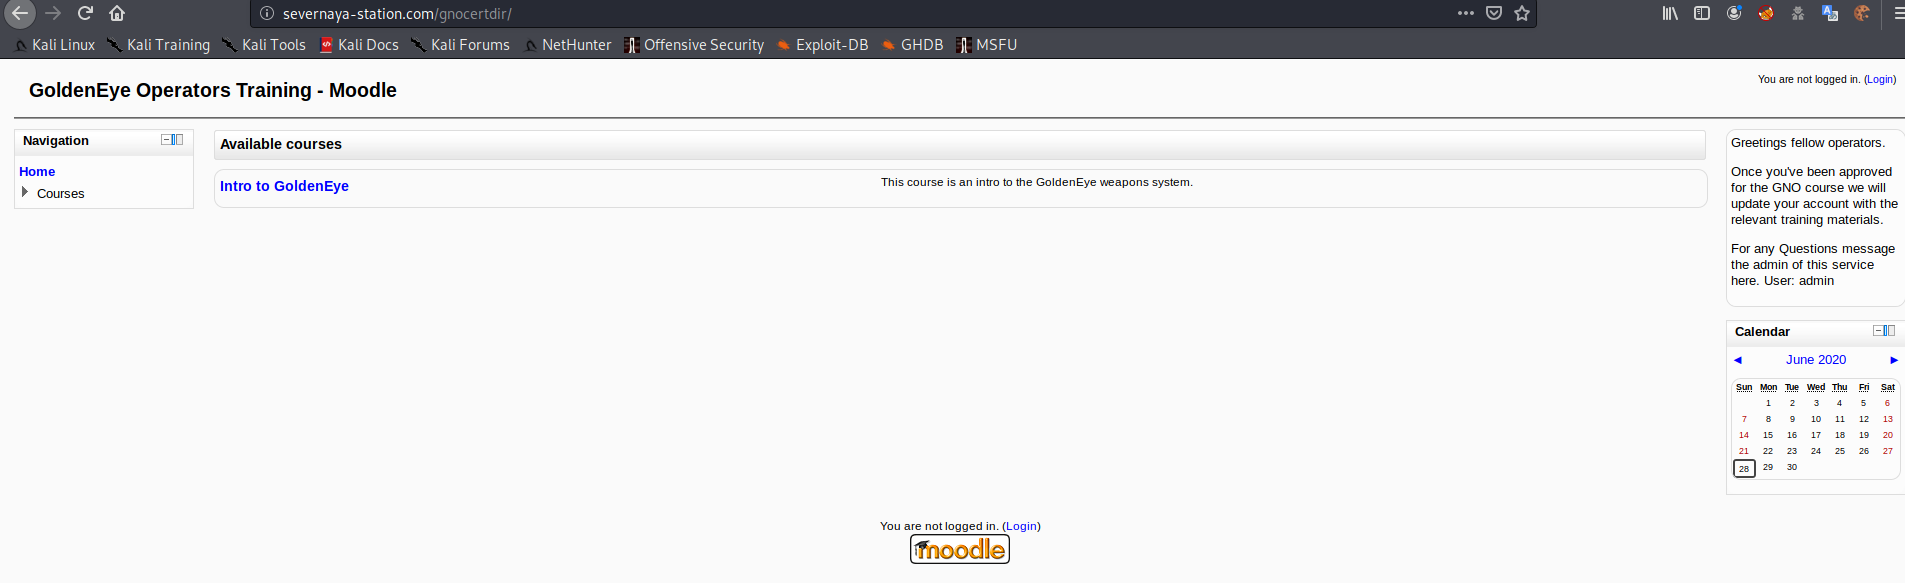 severnaya-station.com/gnocertdir/
Kali Linux Kali Training Kali Tools Kali Docs Kali Forums NetHunter Offensive Security Exploit-DB GHDB MSFU
GoldenEye Operators Training - Moodle
You are not logged in. (Login)
Navigation
Home
Courses
Available courses
Intro to GoldenEye
This course is an intro to the GoldenEye weapons system.
Greetings fellow operators.
Once you've been approved
for the GNO course we will
update your account with the
relevant training materials.
For any Questions message
the admin of this service
here. User: admin
Calendar
◄ June 2020 ►
Sun Mon Tue Wed Thu Fri Sat
1 2 3 4 5 6
7 8 9 10 11 12 13
14 15 16 17 18 19 20
21 22 23 24 25 26 27
28 29 30
You are not logged in. (Login)
moodle